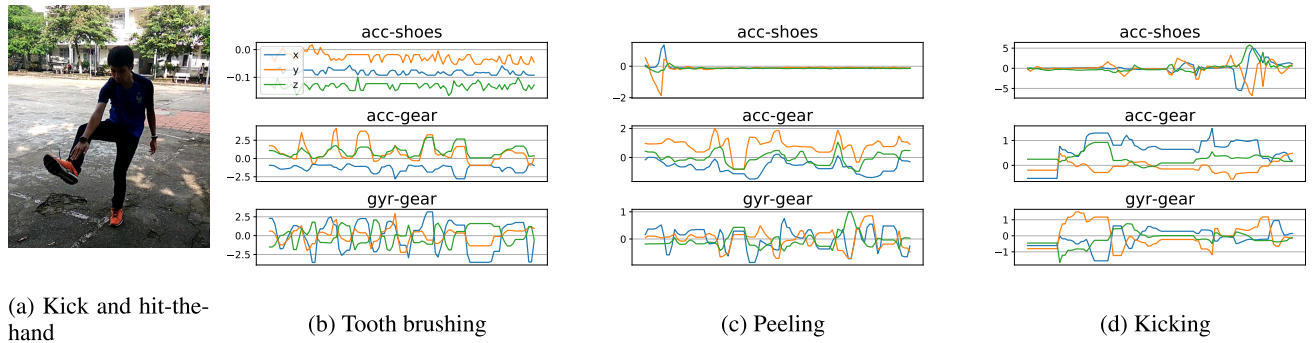 acc-shoes
0.0
x
y
−0.1
z
acc-gear
2.5
0.0
−2.5
gyr-gear
2.5
0.0
−2.5
acc-shoes
0
−2
acc-gear
2
0
gyr-gear
1
0
acc-shoes
5
0
−5
acc-gear
1
0
gyr-gear
1
0
−1
(a) Kick and hit-the-
hand
(b) Tooth brushing
(c) Peeling
(d) Kicking